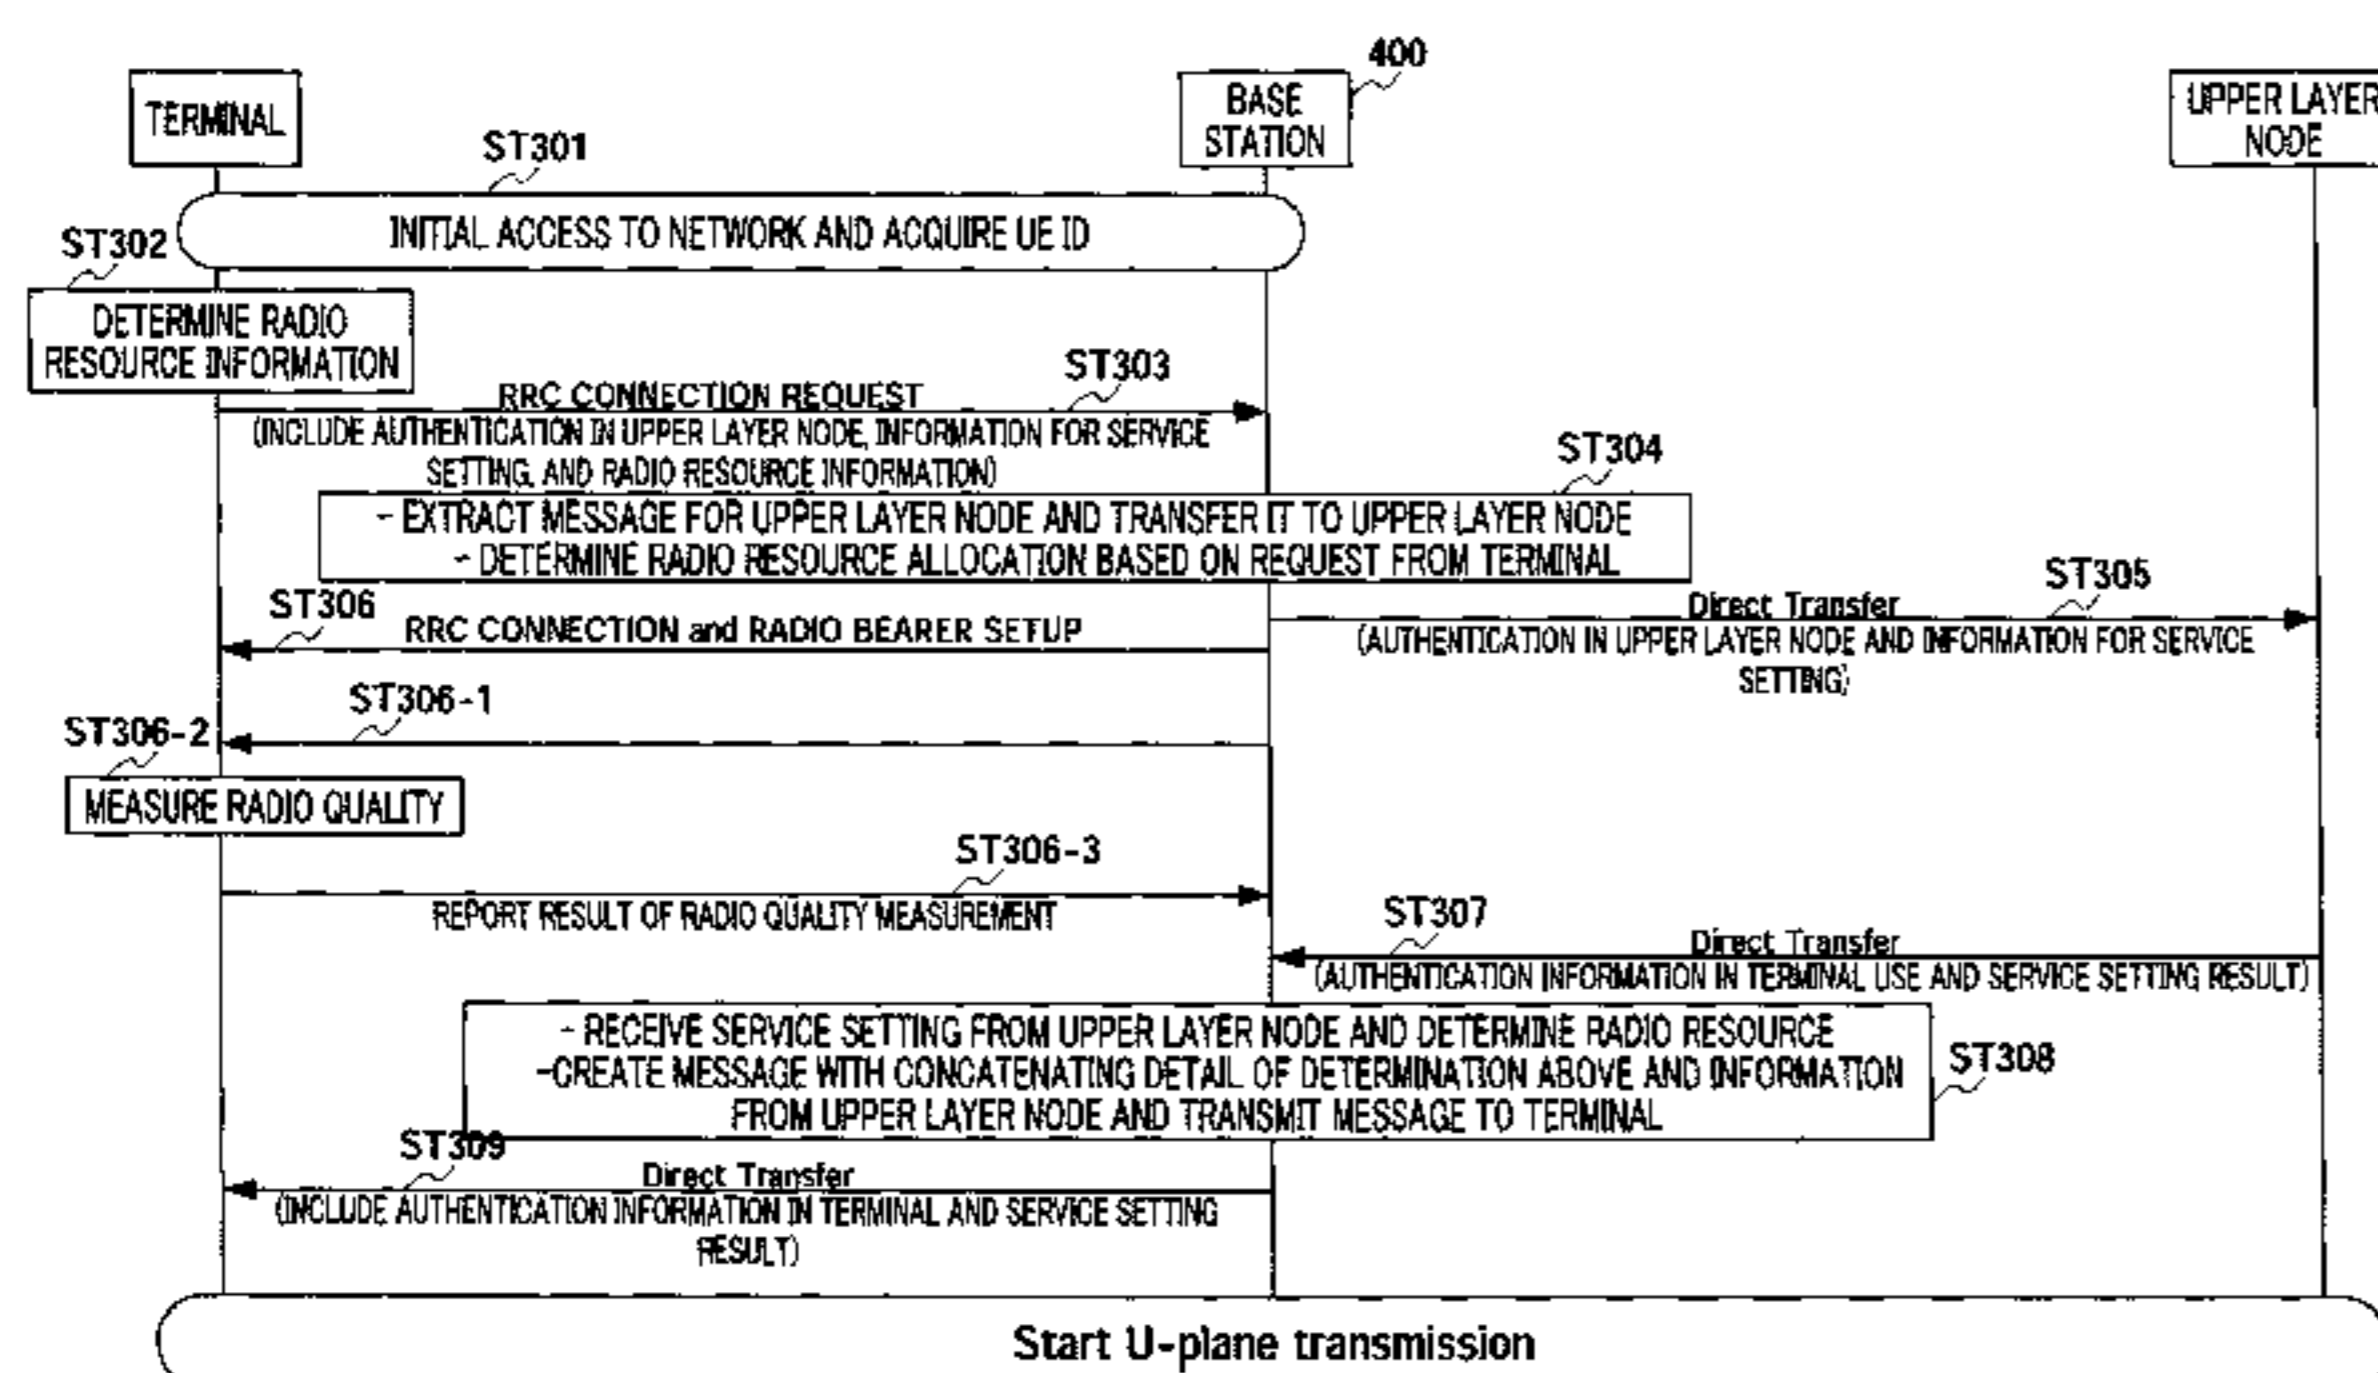 400
TERMINAL
BASE
STATION
UPPER LAYER
NODE
ST301
INITIAL ACCESS TO NETWORK AND ACQUIRE UE ID
ST302
DETERMINE RADIO
RESOURCE INFORMATION
ST303
RRC CONNECTION REQUEST
(INCLUDE AUTHENTICATION IN UPPER LAYER NODE, INFORMATION FOR SERVICE
SETTING, AND RADIO RESOURCE INFORMATION)
ST304
- EXTRACT MESSAGE FOR UPPER LAYER NODE AND TRANSFER IT TO UPPER LAYER NODE
- DETERMINE RADIO RESOURCE ALLOCATION BASED ON REQUEST FROM TERMINAL
ST305
Direct Transfer
(AUTHENTICATION IN UPPER LAYER NODE AND INFORMATION FOR SERVICE
SETTING)
ST306
RRC CONNECTION and RADIO BEARER SETUP
ST306-1
ST306-2
MEASURE RADIO QUALITY
ST306-3
REPORT RESULT OF RADIO QUALITY MEASUREMENT
ST307
Direct Transfer
(AUTHENTICATION INFORMATION IN TERMINAL USE AND SERVICE SETTING RESULT)
- RECEIVE SERVICE SETTING FROM UPPER LAYER NODE AND DETERMINE RADIO RESOURCE
-CREATE MESSAGE WITH CONCATENATING DETAIL OF DETERMINATION ABOVE AND INFORMATION
FROM UPPER LAYER NODE AND TRANSMIT MESSAGE TO TERMINAL
ST308
ST309
Direct Transfer
(INCLUDE AUTHENTICATION INFORMATION IN TERMINAL AND SERVICE SETTING
RESULT)
Start U-plane transmission